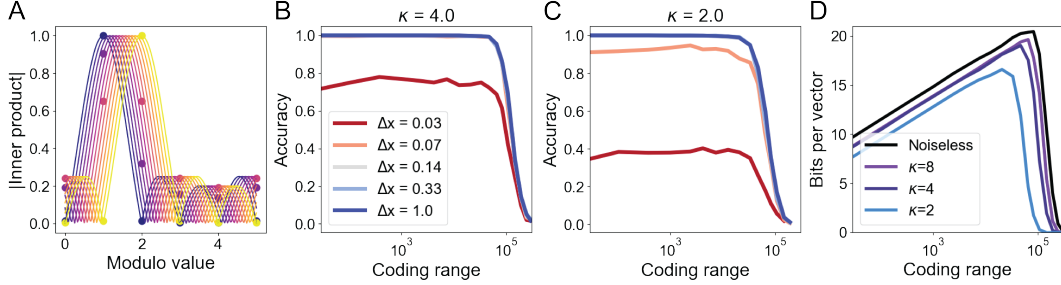 A
|Inner product|
1.0
0.8
0.6
0.4
0.2
0.0
0
2
4
Modulo value
B
κ = 4.0
Accuracy
1.0
0.8
0.6
0.4
0.2
0.0
Δx = 0.03
Δx = 0.07
Δx = 0.14
Δx = 0.33
Δx = 1.0
10³
10⁵
Coding range
C
κ = 2.0
Accuracy
1.0
0.8
0.6
0.4
0.2
0.0
10³
10⁵
Coding range
D
Bits per vector
20
15
10
5
0
Noiseless
κ=8
κ=4
κ=2
10³
10⁵
Coding range